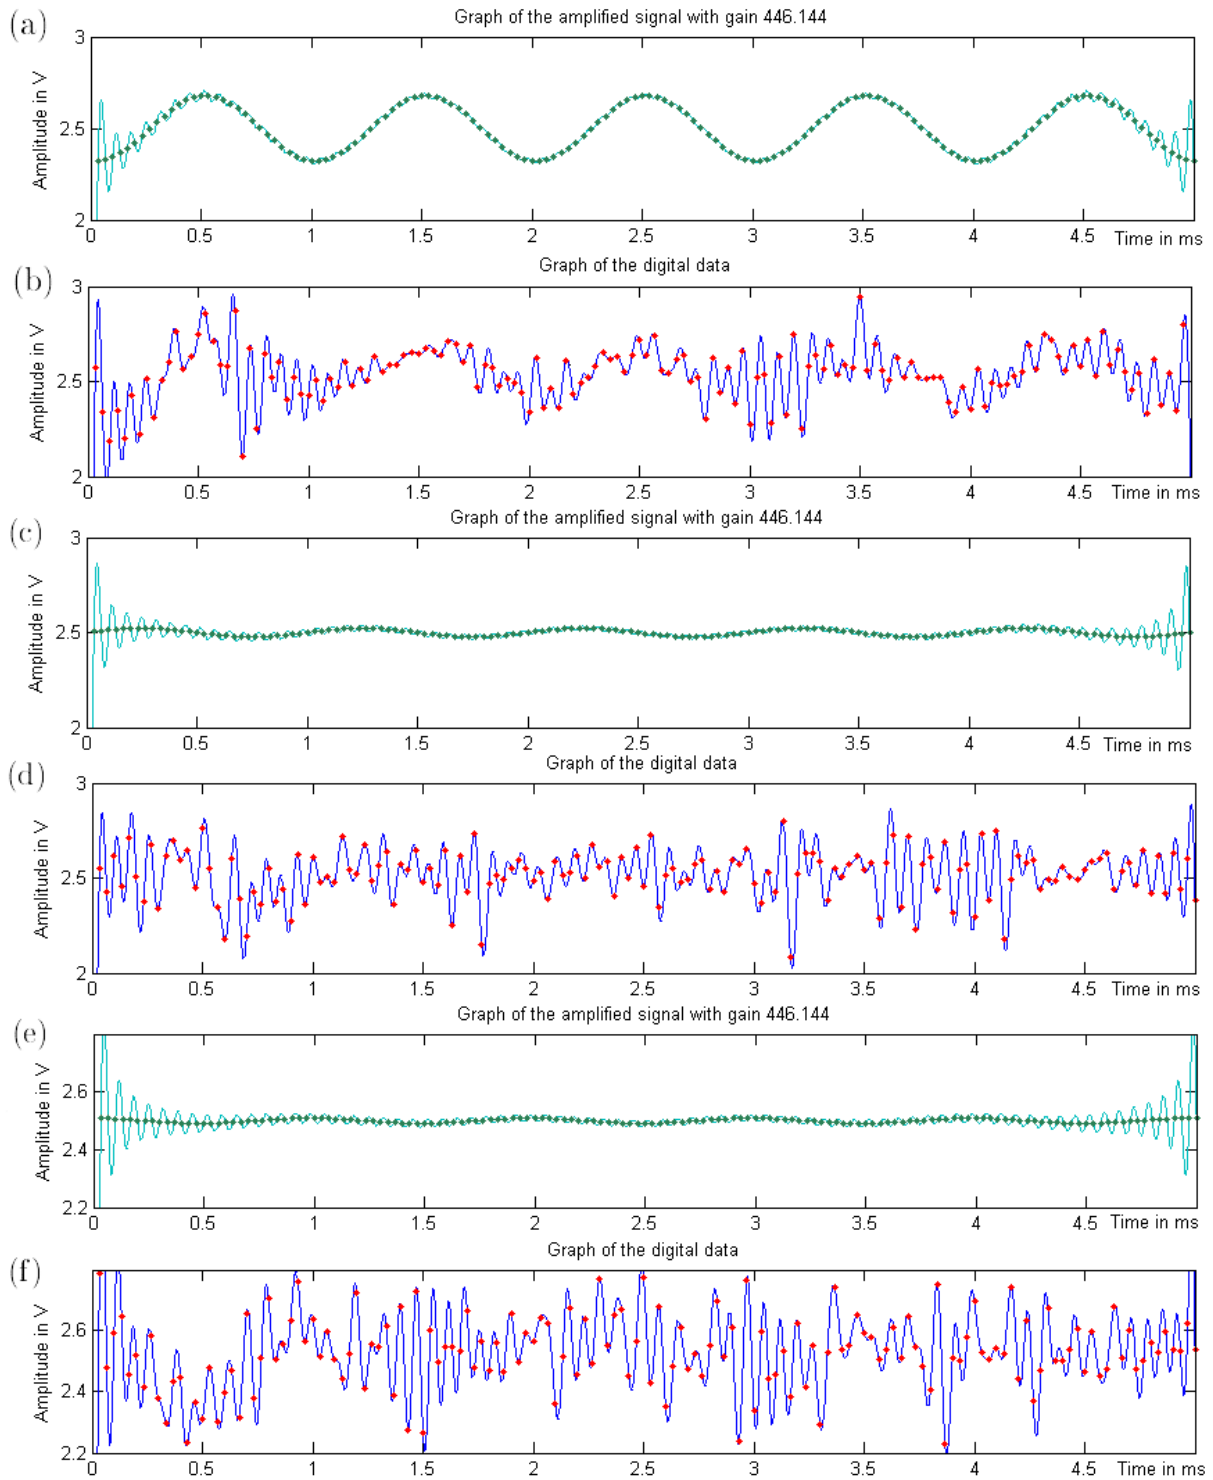 (a)
Graph of the amplified signal with gain 446.144
Amplitude in V
3
2.5
2
0 0.5 1 1.5 2 2.5 3 3.5 4 4.5 Time in ms
(b)
Graph of the digital data
Amplitude in V
3
2.5
2
0 0.5 1 1.5 2 2.5 3 3.5 4 4.5 Time in ms
(c)
Graph of the amplified signal with gain 446.144
Amplitude in V
3
2.5
2
0 0.5 1 1.5 2 2.5 3 3.5 4 4.5 Time in ms
(d)
Graph of the digital data
Amplitude in V
3
2.5
2
0 0.5 1 1.5 2 2.5 3 3.5 4 4.5 Time in ms
(e)
Graph of the amplified signal with gain 446.144
Amplitude in V
2.6
2.4
2.2
0 0.5 1 1.5 2 2.5 3 3.5 4 4.5 Time in ms
(f)
Graph of the digital data
Amplitude in V
2.6
2.4
2.2
0 0.5 1 1.5 2 2.5 3 3.5 4 4.5 Time in ms